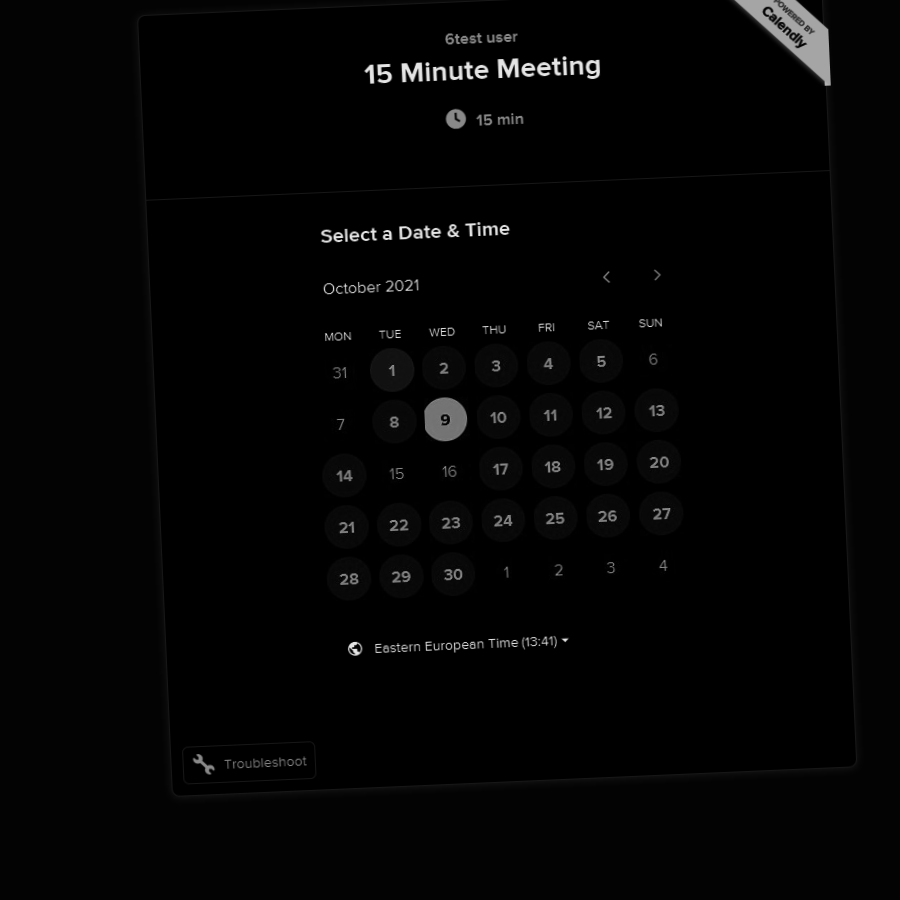 POWERED BY
Calendly
6test user
15 Minute Meeting
15 min
Select a Date & Time
October 2021
MON TUE WED THU FRI SAT SUN
31 1 2 3 4 5 6
7 8 9 10 11 12 13
14 15 16 17 18 19 20
21 22 23 24 25 26 27
28 29 30 1 2 3 4
Eastern European Time (13:41)
Troubleshoot